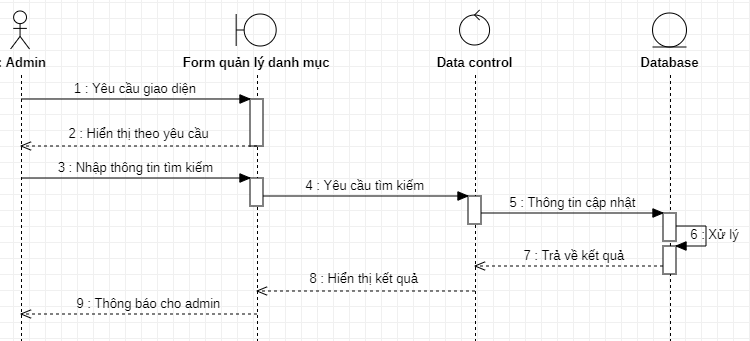 : Admin
Form quản lý danh mục
Data control
Database
1 : Yêu cầu giao diện
2 : Hiển thị theo yêu cầu
3 : Nhập thông tin tìm kiếm
4 : Yêu cầu tìm kiếm
5 : Thông tin cập nhật
6 : Xử lý
7 : Trả về kết quả
8 : Hiển thị kết quả
9 : Thông báo cho admin